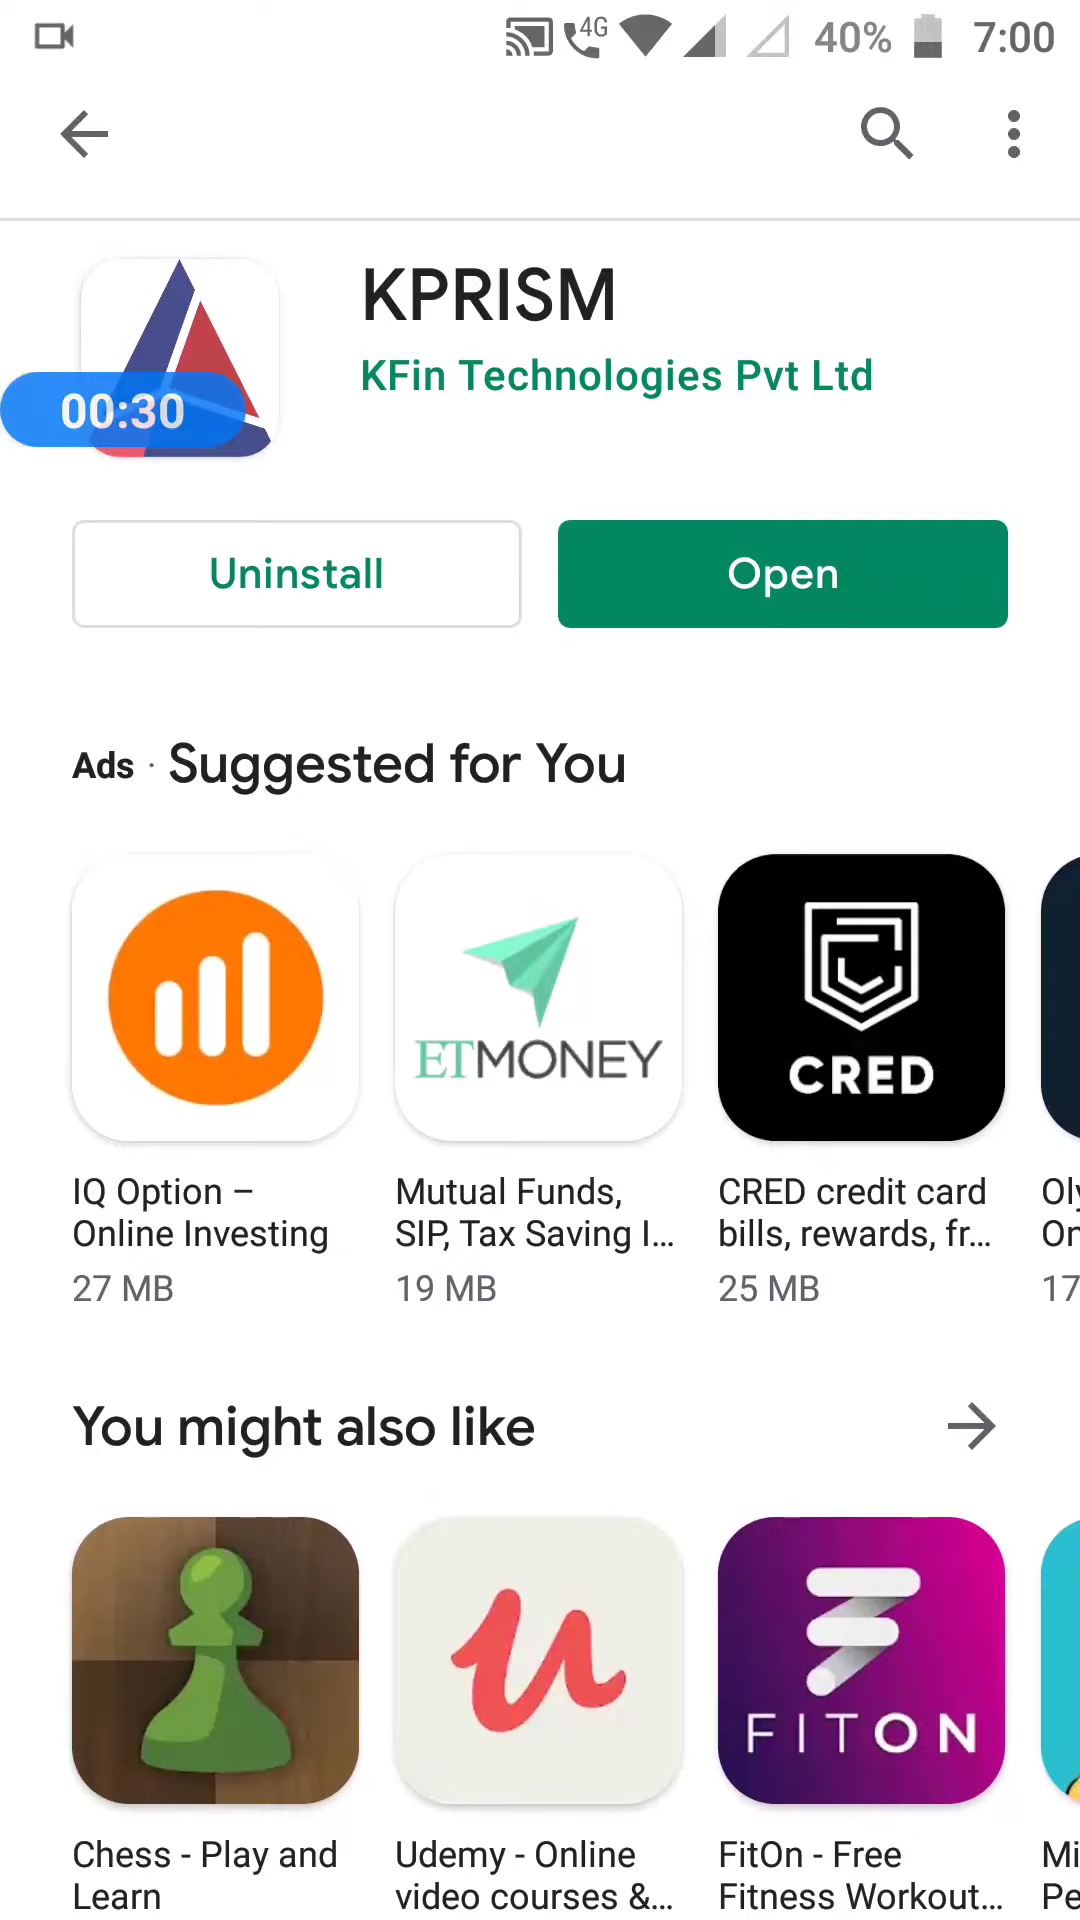 4G 40% 7:00
KPRISM
KFin Technologies Pvt Ltd
00:30
Uninstall Open
Ads · Suggested for You
ETMONEY CRED
IQ Option – Mutual Funds, CRED credit card
Online Investing SIP, Tax Saving I... bills, rewards, fr...
27 MB 19 MB 25 MB 17
You might also like
FITON
Chess - Play and Udemy - Online FitOn - Free Mi
Learn video courses &... Fitness Workout... Pe